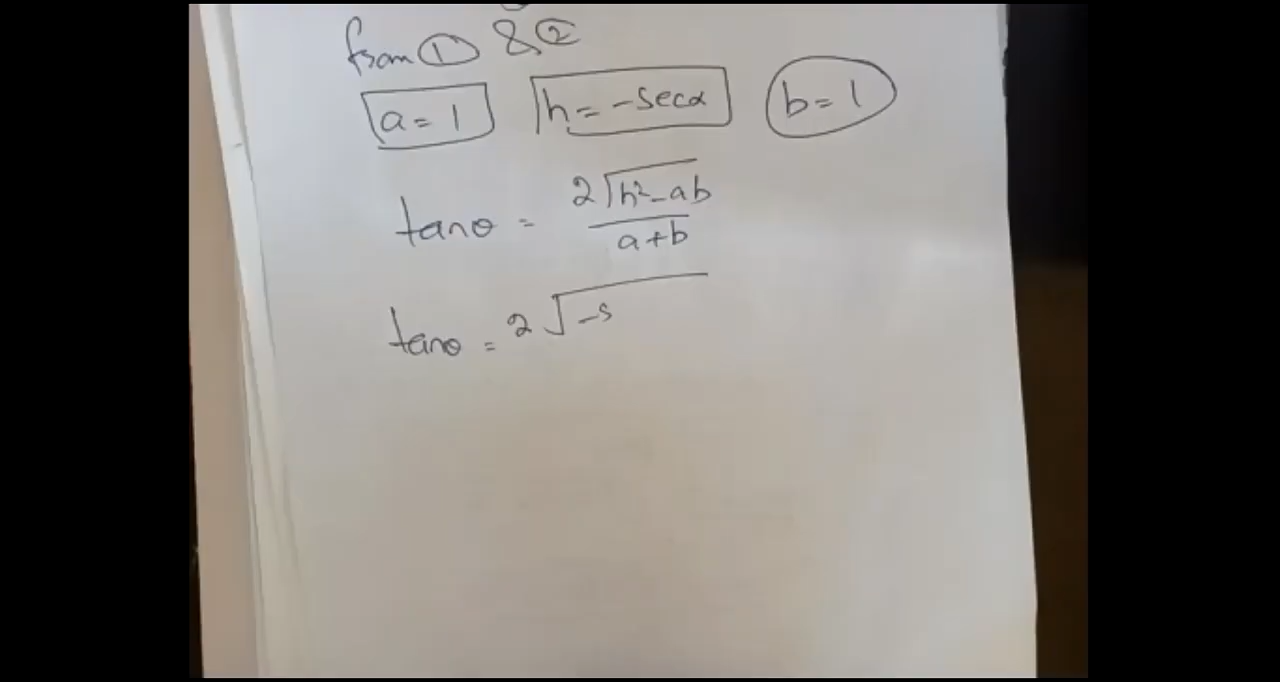 from ① & ②
a = 1 h = -secα b = 1
tanθ = 2√h²-ab
a+b
tanθ = 2√-s